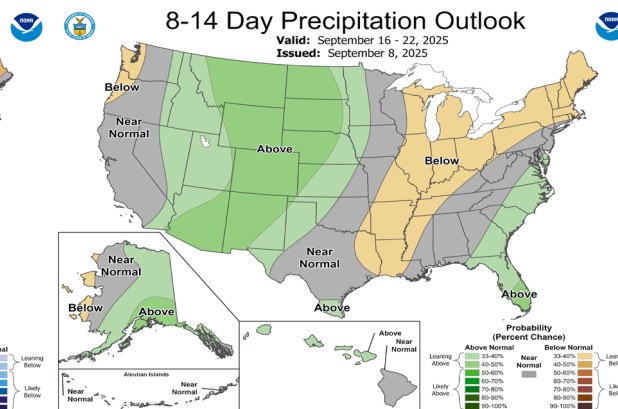 8-14 Day Precipitation Outlook
Valid: September 16 - 22, 2025
Issued: September 8, 2025
NOAA
Below
Near
Normal
Above
Below
Near
Normal
Above
Above
Near
Normal
Below
Above
Aleutian Islands
Near
Normal
Near
Normal
Above
Near
Normal
Probability
(Percent Chance)
Above Normal
Below Normal
Leaning
Above
33-40%
40-50%
50-60%
60-70%
70-80%
80-90%
90-100%
Likely
Above
Near
Normal
33-40%
40-50%
50-60%
60-70%
70-80%
80-90%
90-100%
Leaning
Below
Likely
Below